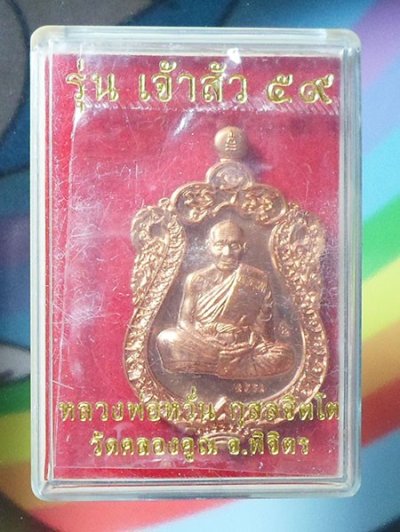 รุ่น เจ้าสัว ๕๙
หลวงพ่อหวั่น กุสลจิตโต
วัดคลองคูณ จ.พิจิตร